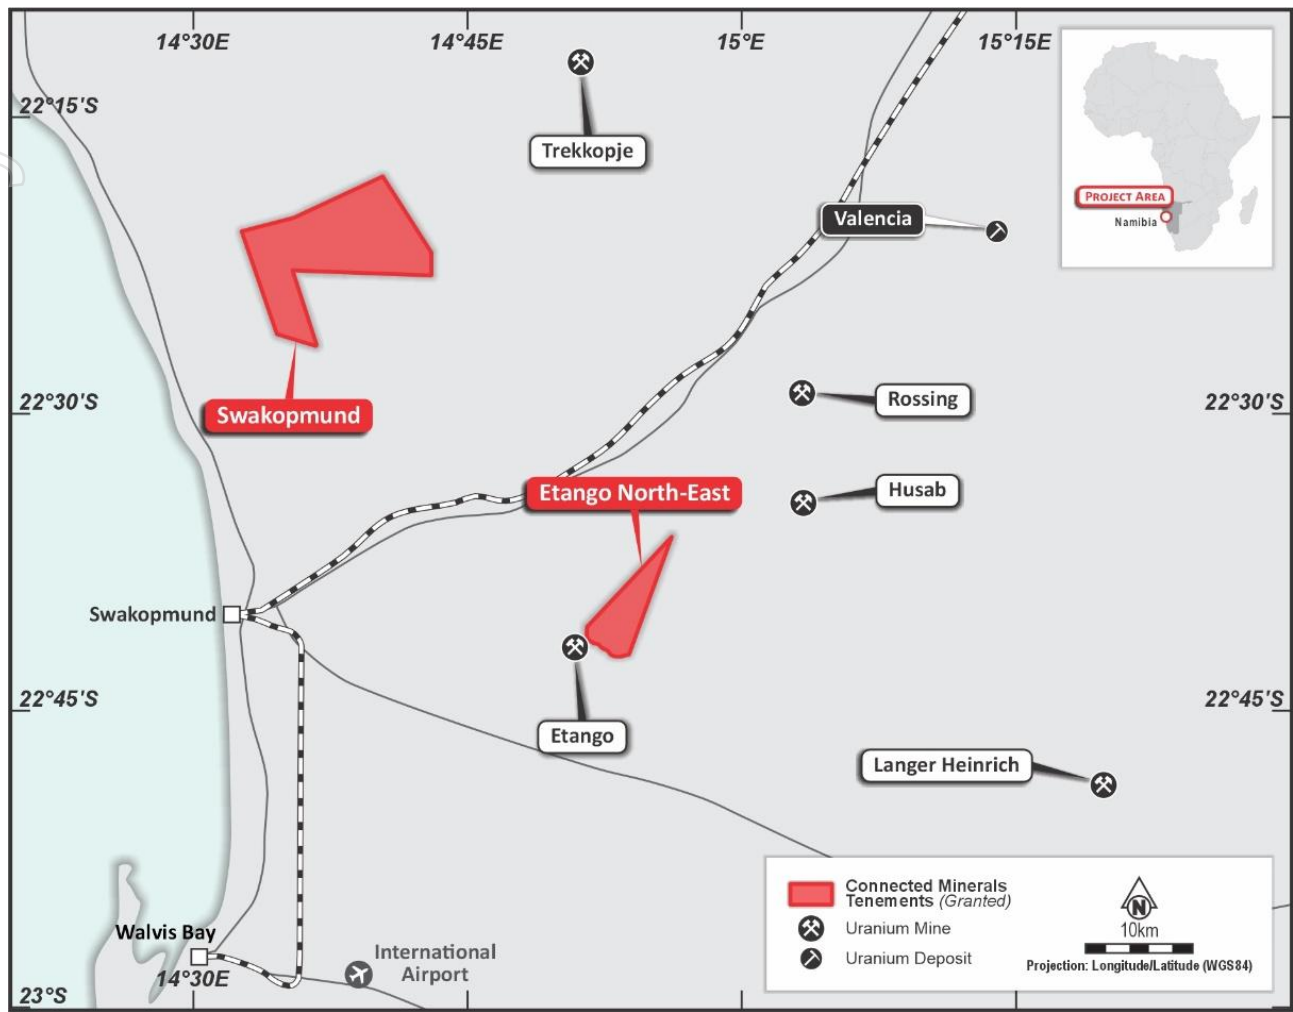 14°30E
14°45E
15°E
15°15E
22°15'S
Trekkopje
PROJECT AREA
Namibia
Valencia
Swakopmund
22°30'S
Rossing
22°30'S
Etango North-East
Husab
Swakopmund
22°45'S
22°45'S
Etango
Langer Heinrich
Connected Minerals
Tenements (Granted)
Uranium Mine
Uranium Deposit
N
10km
Projection: Longitude/Latitude (WGS84)
Walvis Bay
International
Airport
14°30E
23°S